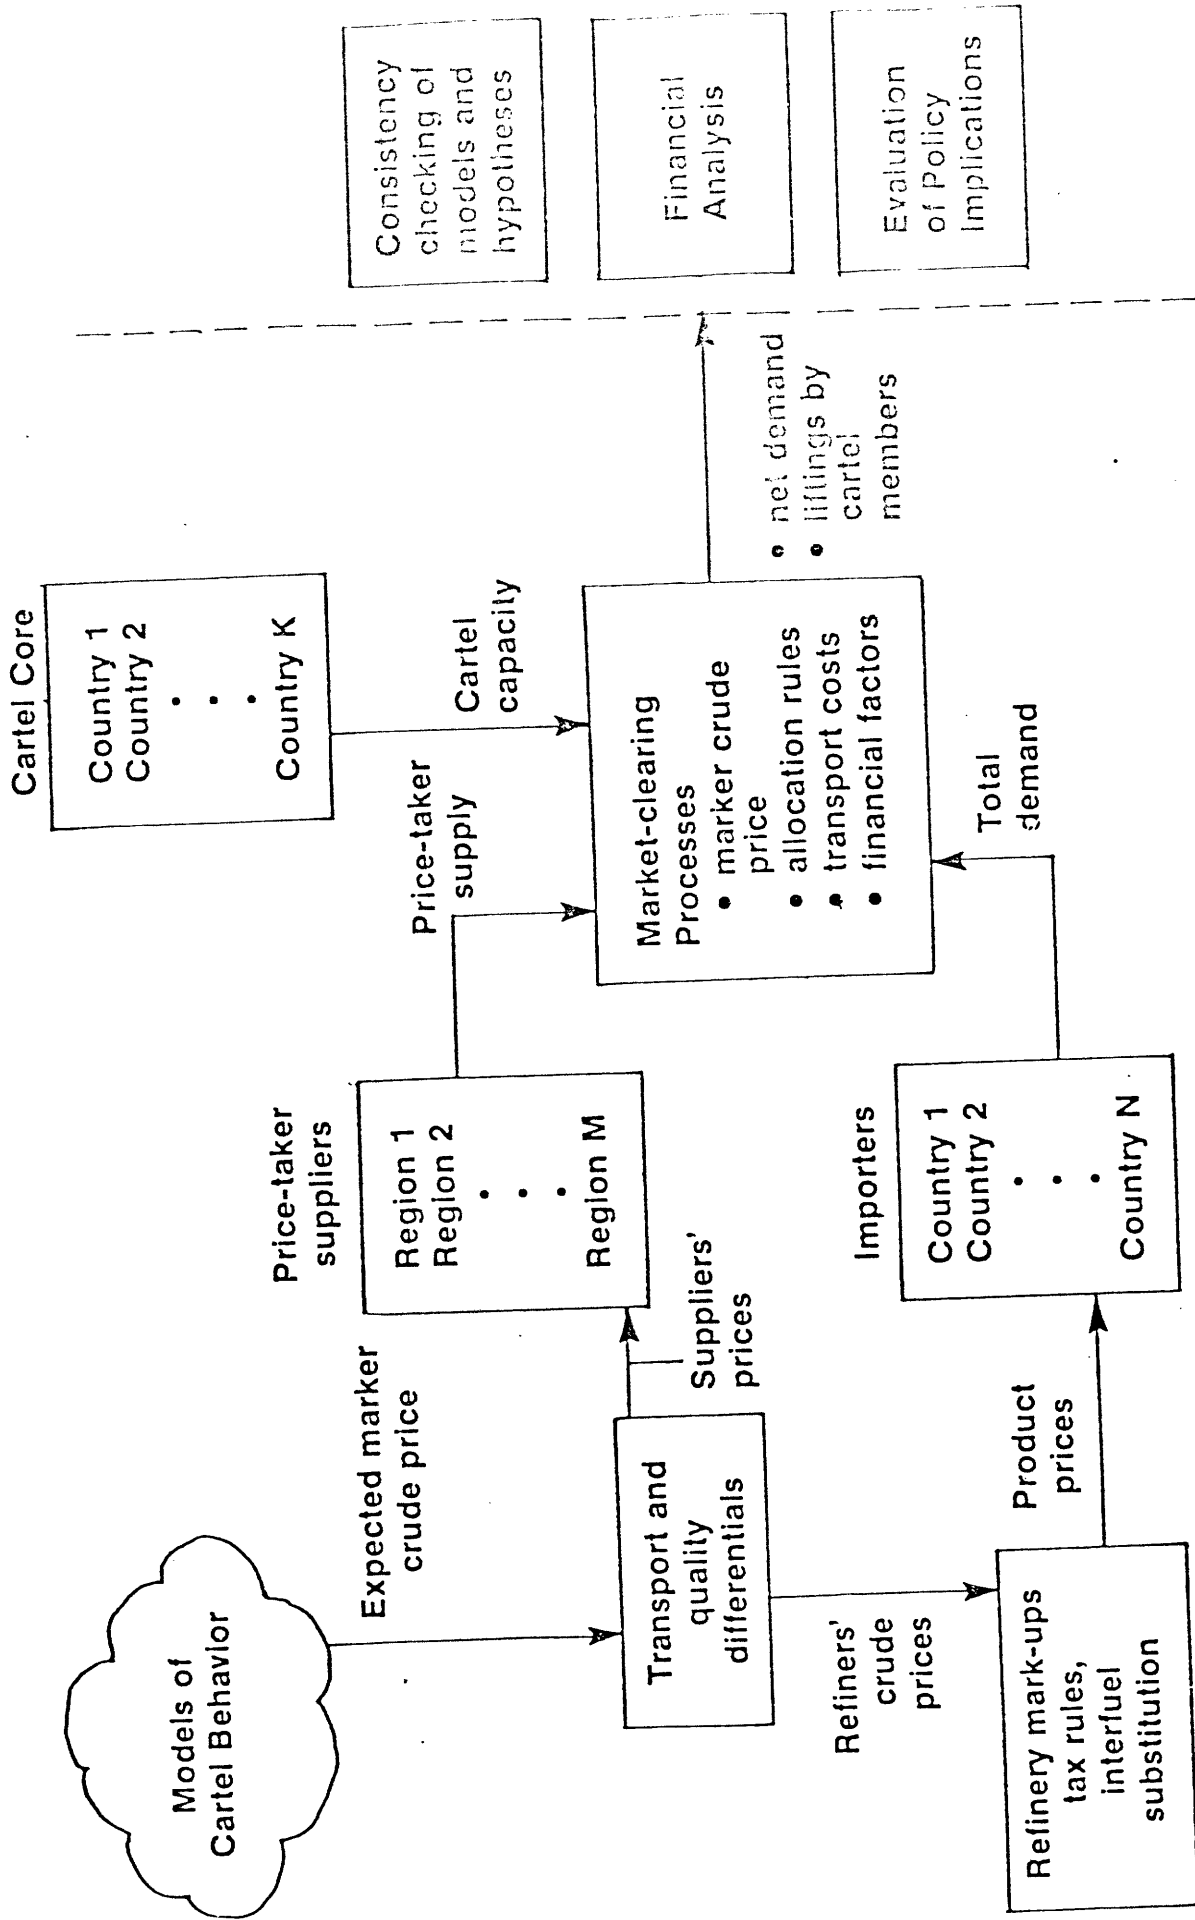 Models of
Cartel Behavior
Expected marker
crude price
Transport and
quality
differentials
Suppliers'
prices
Refiners'
crude
prices
Refinery mark-ups
tax rules,
interfuel
substitution
Product
prices
Price-taker
suppliers
Region 1
Region 2
•
•
•
Region M
Importers
Country 1
Country 2
•
•
•
Country N
Price-taker
supply
Total
demand
Cartel Core
Country 1
Country 2
•
•
•
Country K
Cartel
capacity
Market-clearing
Processes
• marker crude
price
• allocation rules
• transport costs
• financial factors
• net demand
• liftings by
cartel
members
Consistency
checking of
models and
hypotheses
Financial
Analysis
Evaluation
of Policy
Implications